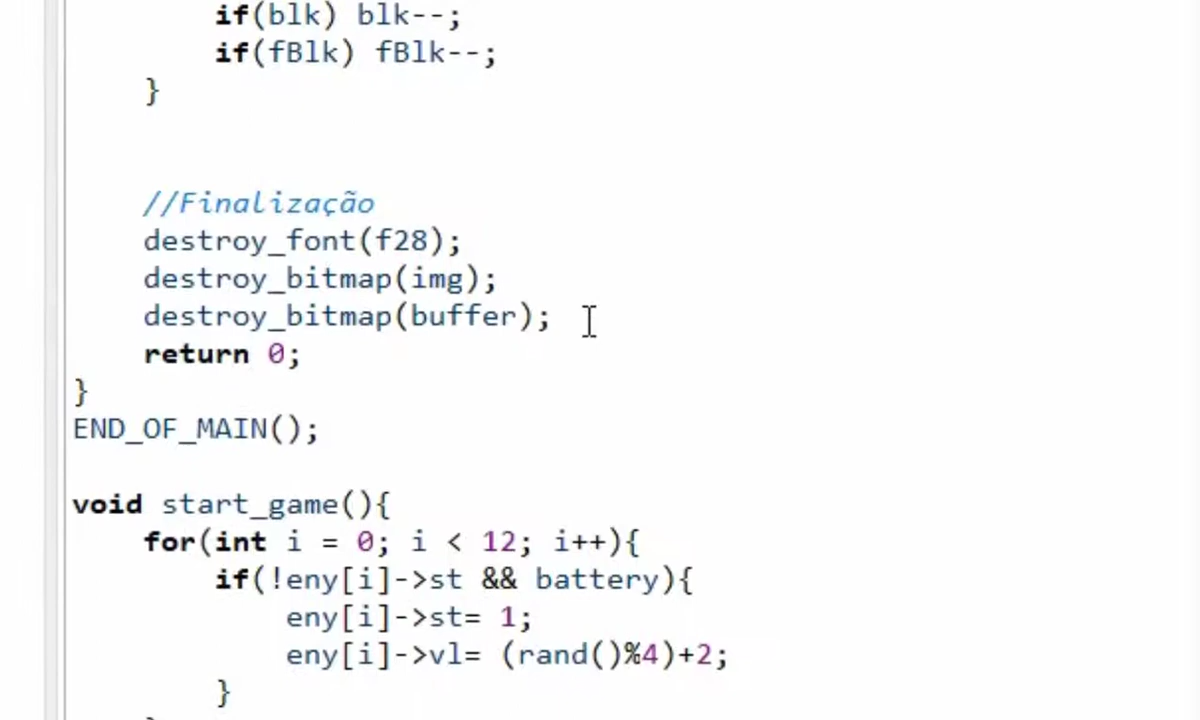 if(blk) blk--;
if(fBlk) fBlk--;
}
//Finalização
destroy_font(f28);
destroy_bitmap(img);
destroy_bitmap(buffer);
return 0;
}
END_OF_MAIN();
void start_game(){
for(int i = 0; i < 12; i++){
if(!eny[i]->st && battery){
eny[i]->st= 1;
eny[i]->vl= (rand()%4)+2;
}